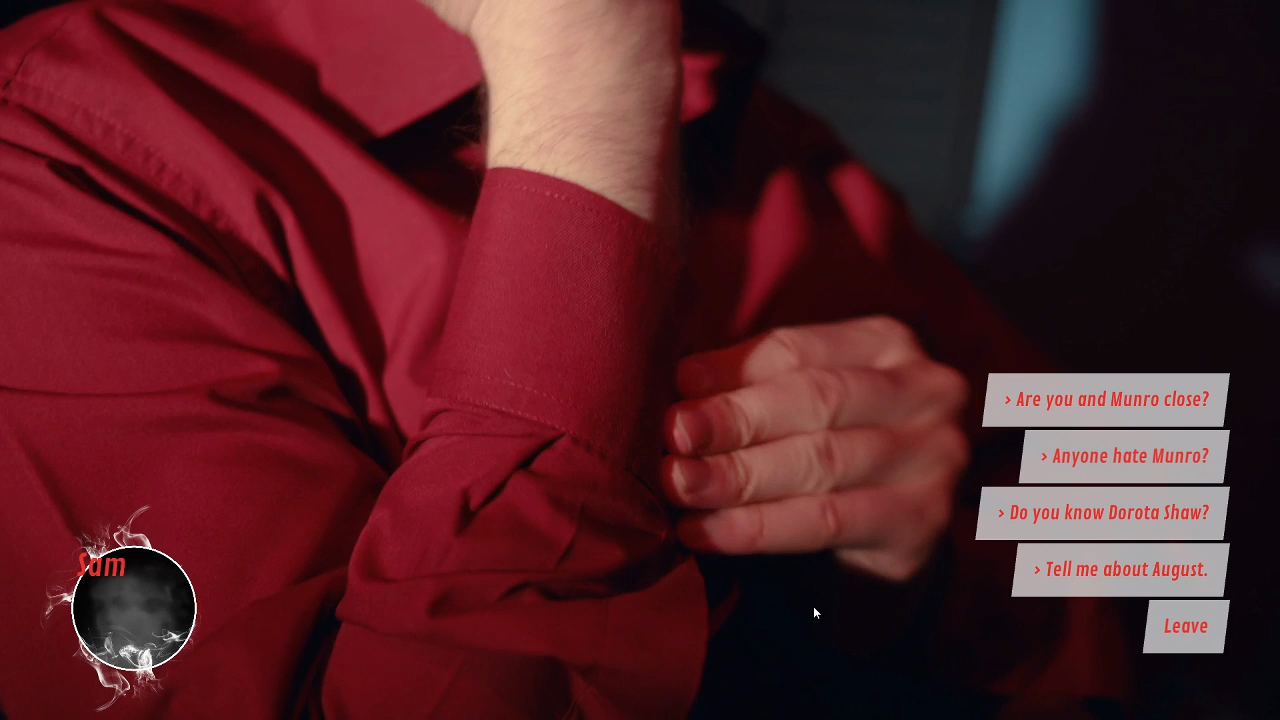 › Are you and Munro close?
› Anyone hate Munro?
› Do you know Dorota Shaw?
› Tell me about August.
Sam
Leave